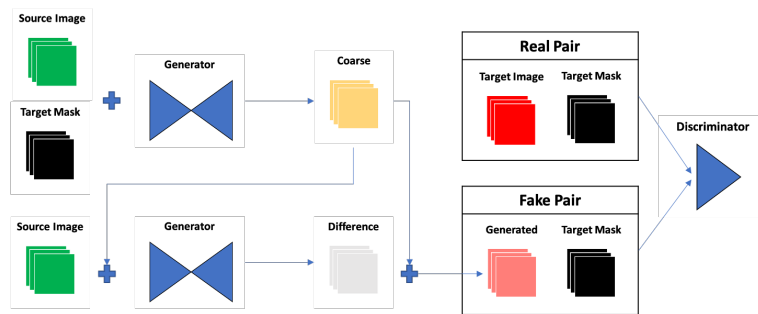 Source Image
Generator
Coarse
Target Mask
Source Image
Generator
Difference
Real Pair
Target Image
Target Mask
Fake Pair
Generated
Target Mask
Discriminator